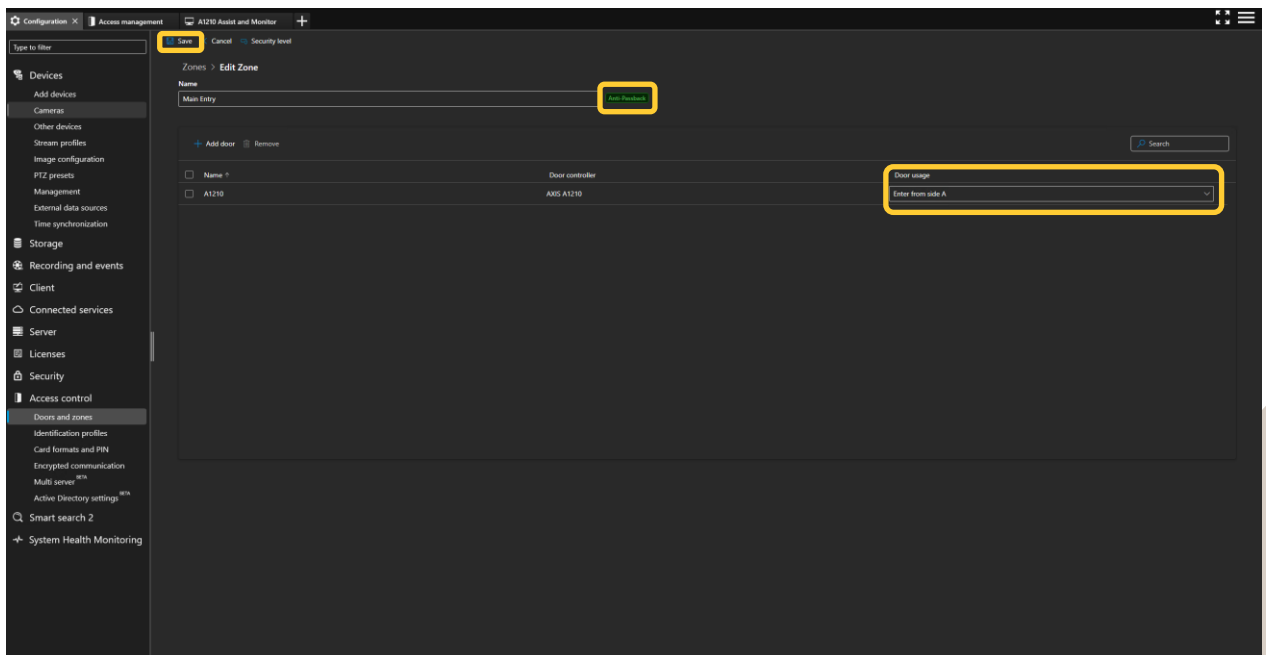 Configuration
Access management
A1210 Assist and Monitor
Type to filter
Save
Cancel
Security level
Zones > Edit Zone
Name
Main Entry
Anti-Passback
Add door
Remove
Search
Name
Door controller
Door usage
A1210
AXIS A1210
Enter from side A
Devices
Add devices
Cameras
Other devices
Stream profiles
Image configuration
PTZ presets
Management
External data sources
Time synchronization
Storage
Recording and events
Client
Connected services
Server
Licenses
Security
Access control
Doors and zones
Identification profiles
Card formats and PIN
Encrypted communication
Multi server BETA
Active Directory settings BETA
Smart search 2
System Health Monitoring